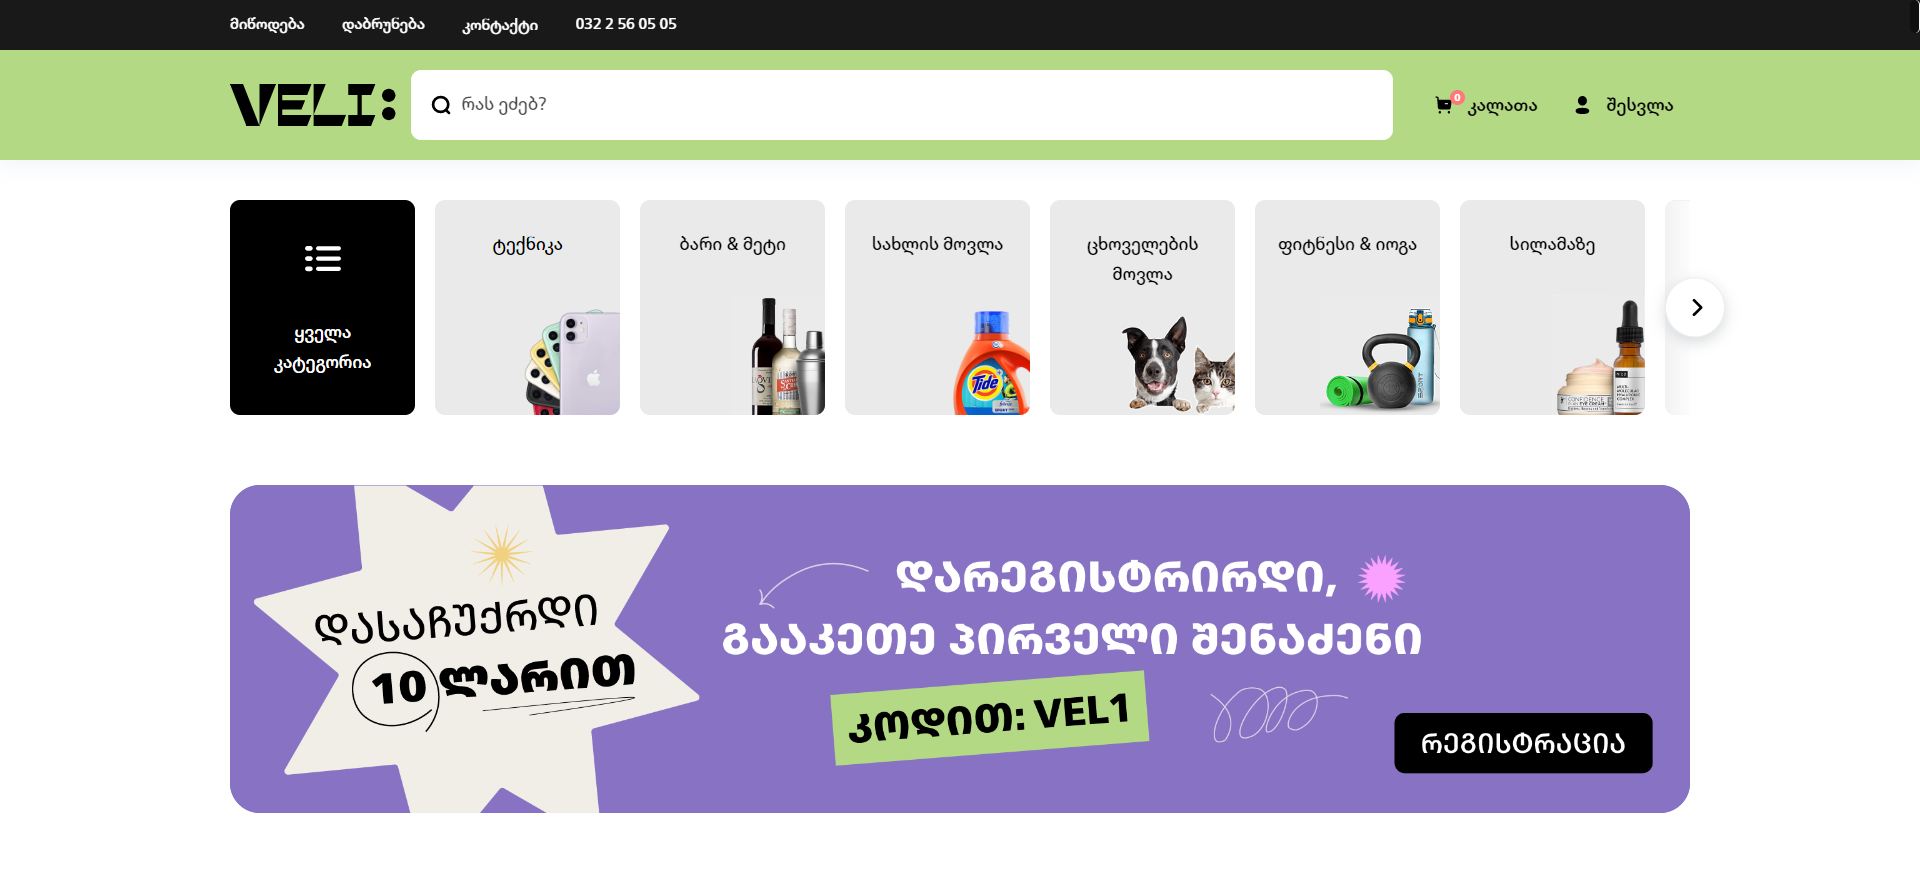 მიწოდება
დაბრუნება
კონტაქტი
032 2 56 05 05
VELI:
რას ეძებ?
0
კალათა
შესვლა
ყველა
კატეგორია
ტექნიკა
ბარი & მეტი
სახლის მოვლა
ცხოველების
მოვლა
ფიტნესი & იოგა
სილამაზე
Tide
დასაჩუქრდი
10 ლარით
დარეგისტრირდი,
გააკეთე პირველი შენაძენი
კოდით: VEL1
რეგისტრაცია